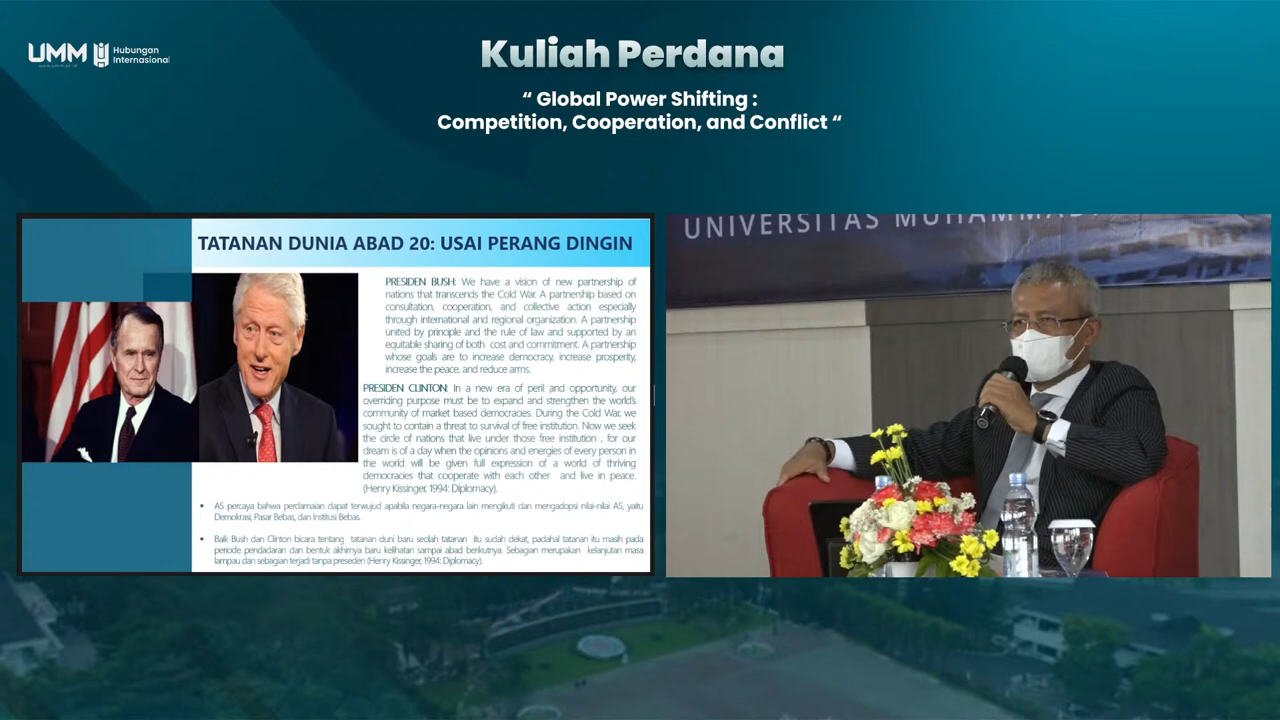 UMM
Hubungan
Internasional
Kuliah Perdana
“ Global Power Shifting :
Competition, Cooperation, and Conflict “
TATANAN DUNIA ABAD 20: USAI PERANG DINGIN
PRESIDEN BUSH: We have a vision of new partnership of
nations that transcends the Cold War. A partnership based on
consultation, cooperation, and collective action especially
through international and regional organization. A partnership
united by principle and the rule of law and supported by an
equitable sharing of both cost and commitment. A partnership
whose goals are to increase democracy, increase prosperity,
increase the peace, and reduce arms.
PRESIDEN CLINTON: In a new era of peril and opportunity, our
overriding purpose must be to expand and strengthen the world's
community of market based democracies. During the Cold War, we
sought to contain a threat to survival of free institution. Now we seek
the circle of nations that live under those free institution , for our
dream is of a day when the opinions and energies of every person in
the world will be given full expression of a world of thriving
democracies that cooperate with each other and live in peace.
(Henry Kissinger, 1994: Diplomacy).
▪ AS percaya bahwa perdamaian dapat terwujud apabila negara-negara lain mengikuti dan mengadopsi nilai-nilai AS, yaitu
Demokrasi, Pasar Bebas, dan Institusi Bebas.
▪ Baik Bush dan Clinton bicara tentang tatanan duni baru seolah tatanan itu sudah dekat, padahal tatanan itu masih pada
periode pendadaran dan bentuk akhirnya baru kelihatan sampai abad berikutnya. Sebagian merupakan kelanjutan masa
lampau dan sebagian terjadi tanpa preseden (Henry Kissinger, 1994: Diplomacy).
UNIVERSITAS